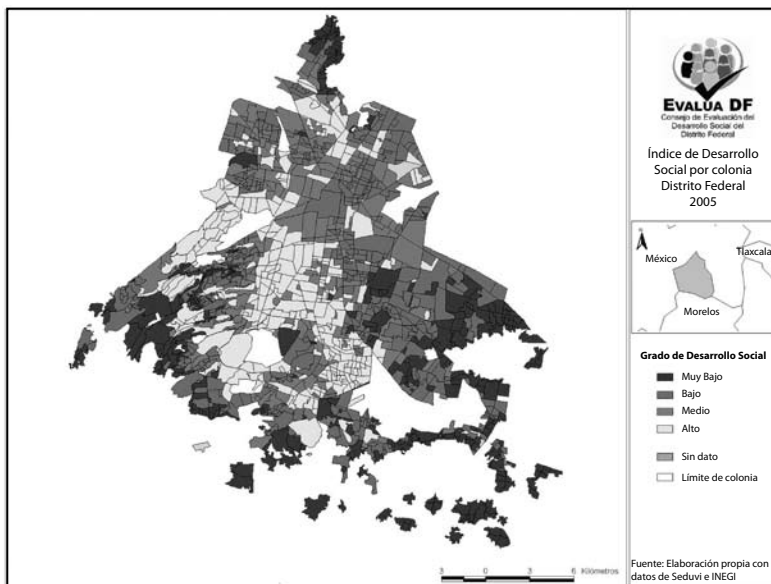 EVALÚA DF
Consejo de Evaluación del
Desarrollo Social del
Distrito Federal
Índice de Desarrollo
Social por colonia
Distrito Federal
2005
N
México
Tlaxcala
Morelos
Grado de Desarrollo Social
Muy Bajo
Bajo
Medio
Alto
Sin dato
Límite de colonia
3 0 3 6 Kilómetros
Fuente: Elaboración propia con
datos de Seduvi e INEGI